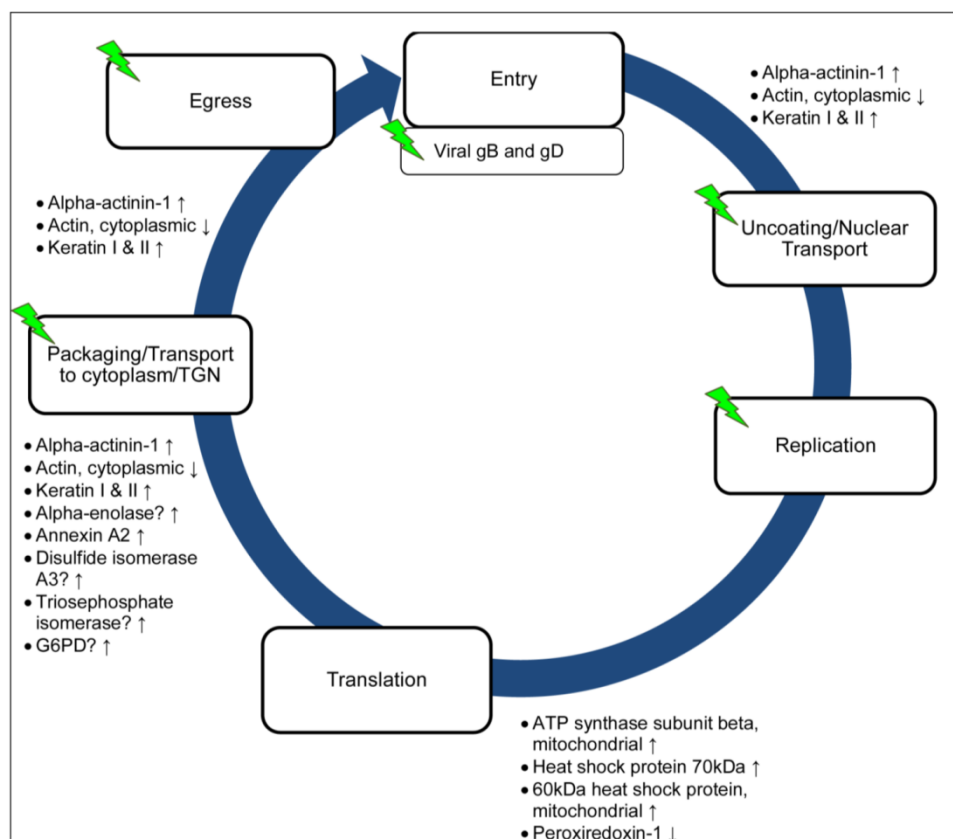 Entry
Viral gB and gD
• Alpha-actinin-1 ↑
• Actin, cytoplasmic ↓
• Keratin I & II ↑
Uncoating/Nuclear
Transport
Replication
• ATP synthase subunit beta,
mitochondrial ↑
• Heat shock protein 70kDa ↑
• 60kDa heat shock protein,
mitochondrial ↑
• Peroxiredoxin-1 ↓
Translation
• Alpha-actinin-1 ↑
• Actin, cytoplasmic ↓
• Keratin I & II ↑
• Alpha-enolase? ↑
• Annexin A2 ↑
• Disulfide isomerase
A3? ↑
• Triosephosphate
isomerase? ↑
• G6PD? ↑
Packaging/Transport
to cytoplasm/TGN
• Alpha-actinin-1 ↑
• Actin, cytoplasmic ↓
• Keratin I & II ↑
Egress